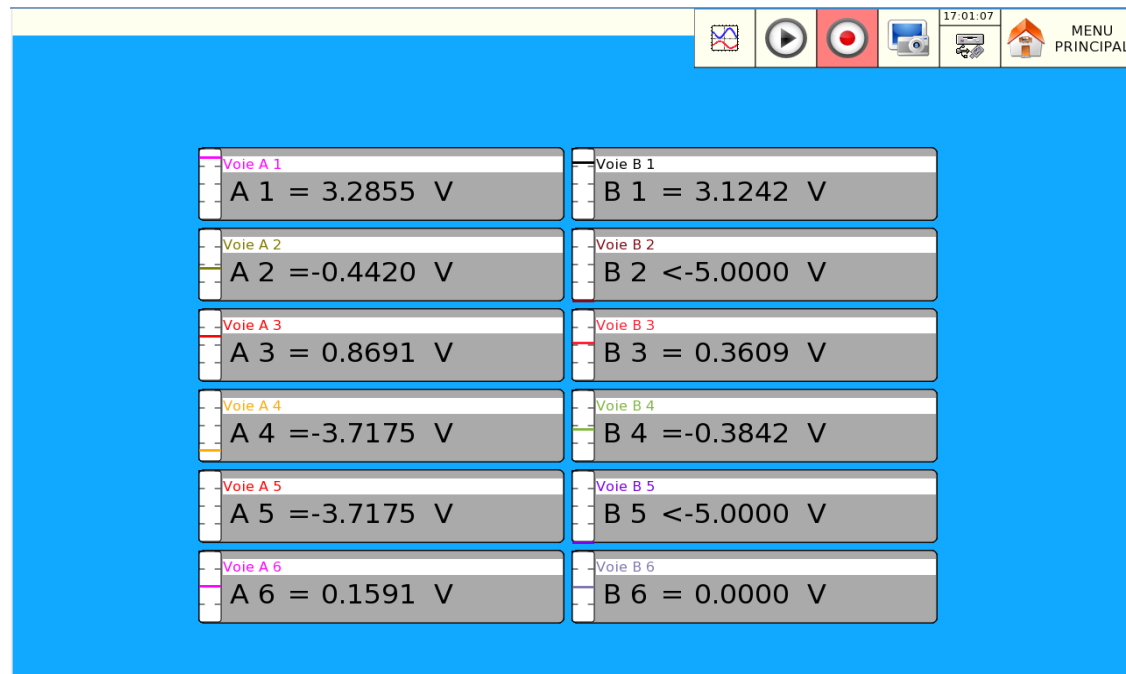 17:01:07
MENU
PRINCIPAL
Voie A 1
A 1 = 3.2855 V
Voie B 1
B 1 = 3.1242 V
Voie A 2
A 2 =-0.4420 V
Voie B 2
B 2 <-5.0000 V
Voie A 3
A 3 = 0.8691 V
Voie B 3
B 3 = 0.3609 V
Voie A 4
A 4 =-3.7175 V
Voie B 4
B 4 =-0.3842 V
Voie A 5
A 5 =-3.7175 V
Voie B 5
B 5 <-5.0000 V
Voie A 6
A 6 = 0.1591 V
Voie B 6
B 6 = 0.0000 V